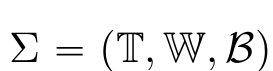 Σ = (𝕋, 𝕎, ℬ)